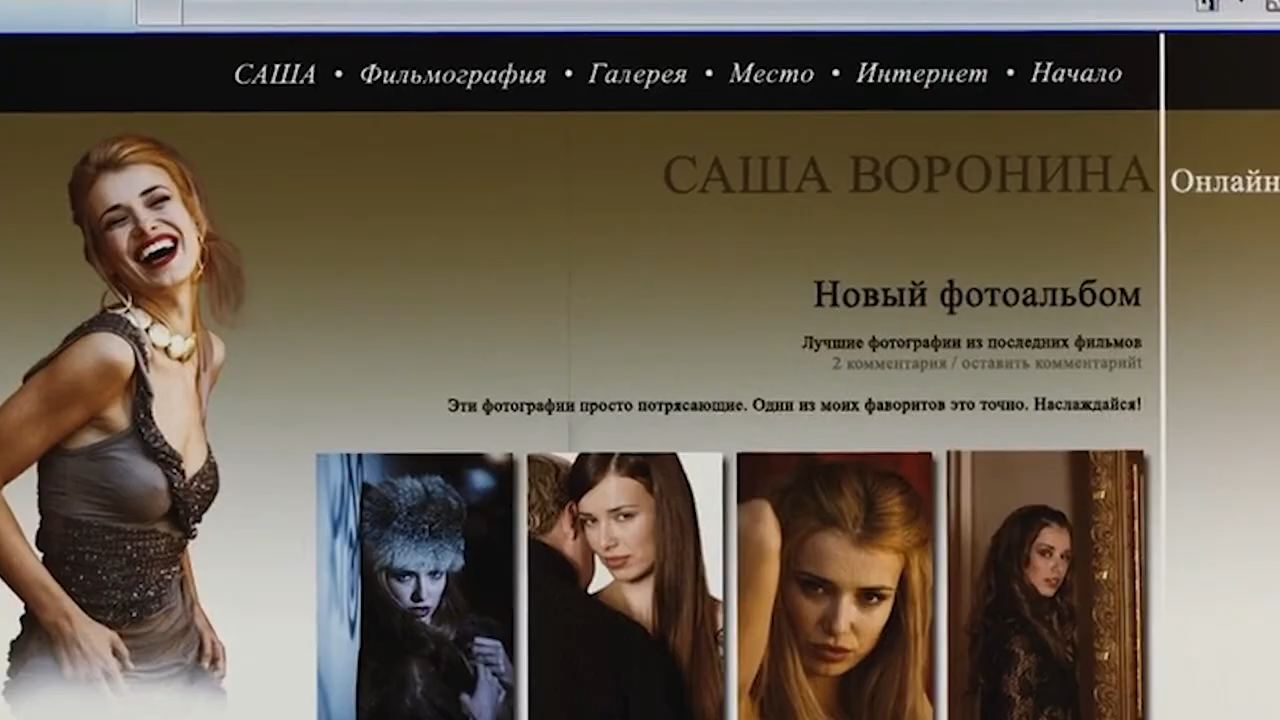 САША • Фильмография • Галерея • Место • Интернет • Начало
САША ВОРОНИНА Онлайн
Новый фотоальбом
Лучшие фотографии из последних фильмов
2 комментария / оставить комментарийt
Эти фотографии просто потрясающие. Один из моих фаворитов это точно. Наслаждайся!